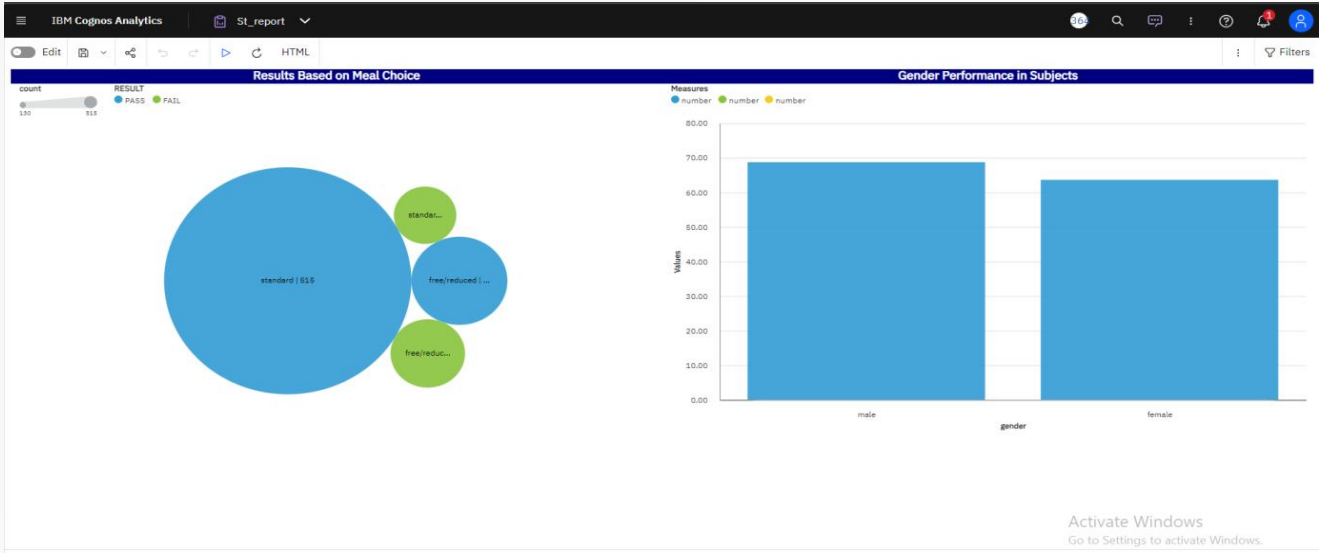 IBM Cognos Analytics St_report 364 1
Edit HTML Filters
Results Based on Meal Choice
count
130 515
RESULT
PASS FAIL
standar...
standard | 515
free/reduced | ...
free/reduc...
Gender Performance in Subjects
Measures
number number number
80.00
70.00
60.00
50.00
40.00
30.00
20.00
10.00
0.00
Values
male female
gender
Activate Windows
Go to Settings to activate Windows.